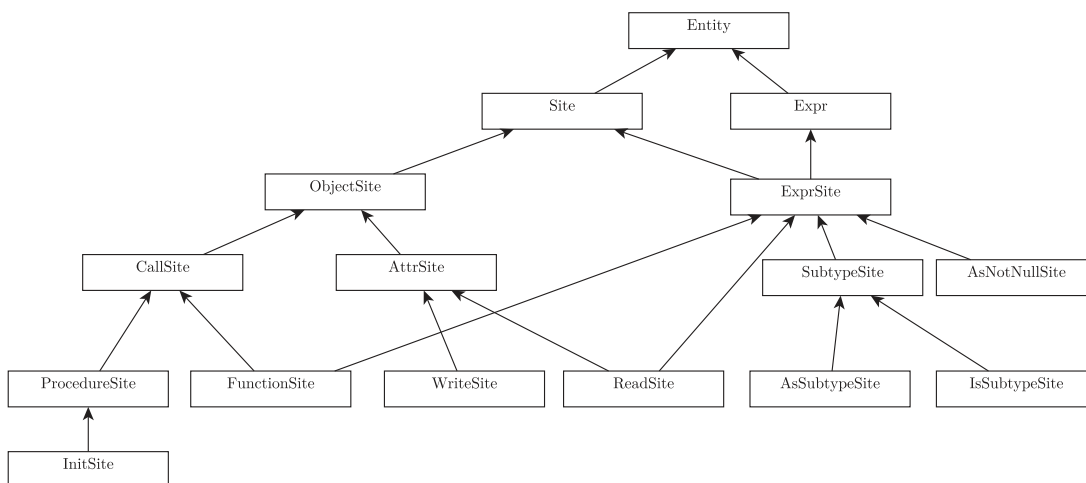 Entity
Site
Expr
ObjectSite
ExprSite
CallSite
AttrSite
SubtypeSite
AsNotNullSite
ProcedureSite
FunctionSite
WriteSite
ReadSite
AsSubtypeSite
IsSubtypeSite
InitSite